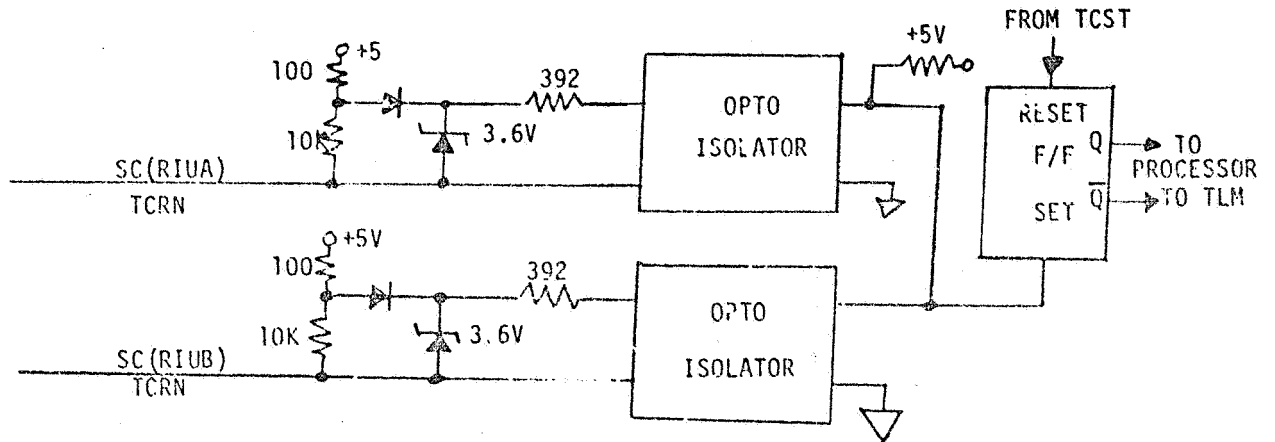 FROM TCST
+5V
+5
100
392
OPTO
ISOLATOR
10K
3.6V
SC(RIUA)
TCRN
RESET
F/F
Q
TO
PROCESSOR
SET
Q
TO TLM
+5V
100
392
OPTO
ISOLATOR
10K
3.6V
SC(RIUB)
TCRN